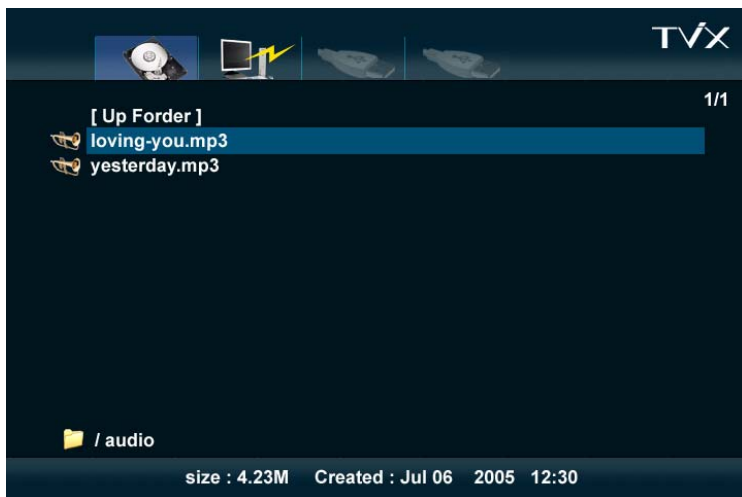 TViX
1/1
[ Up Forder ]
loving-you.mp3
yesterday.mp3
/ audio
size : 4.23M Created : Jul 06 2005 12:30